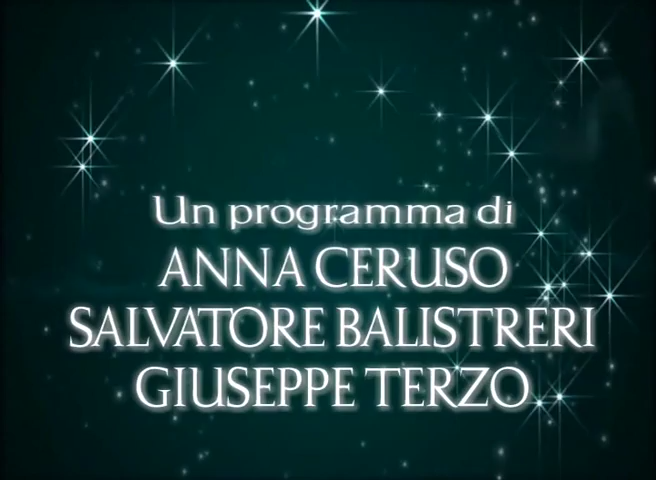 Un programma di
ANNA CERUSO
SALVATORE BALISTRERI
GIUSEPPE TERZO